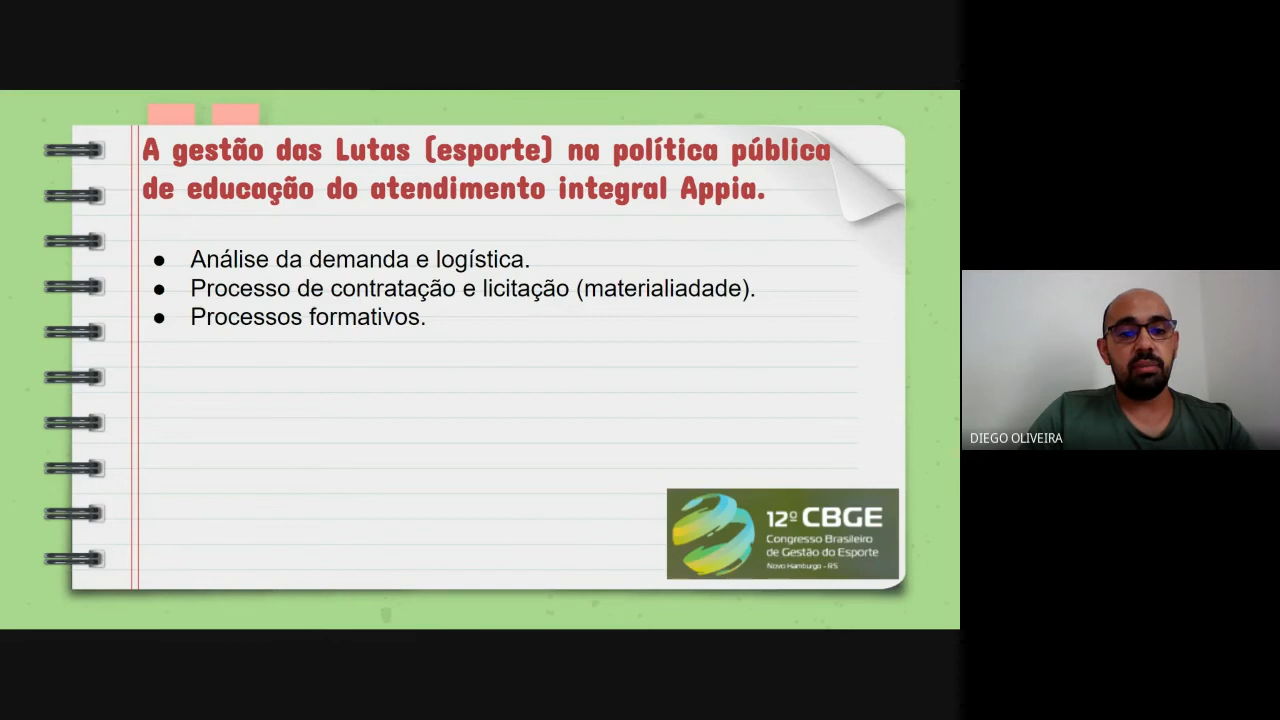 A gestão das Lutas (esporte) na política pública
de educação do atendimento integral Appia.
● Análise da demanda e logística.
● Processo de contratação e licitação (materialiadade).
● Processos formativos.
12º CBGE
Congresso Brasileiro
de Gestão do Esporte
Novo Hamburgo - RS
DIEGO OLIVEIRA